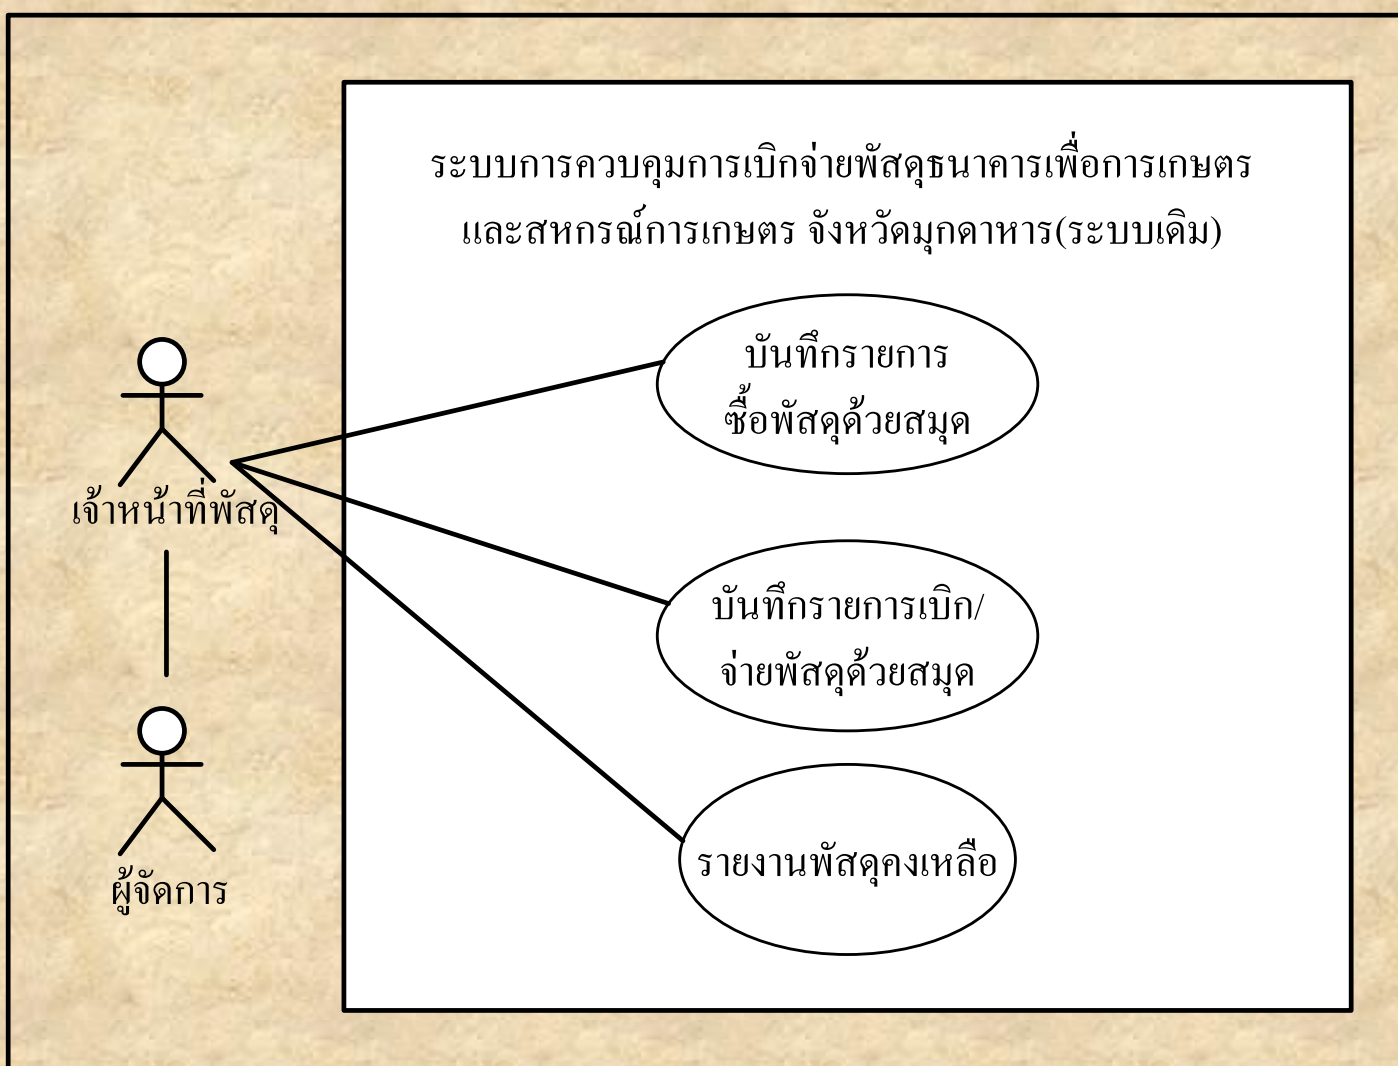 ระบบการควบคุมการเบิกจ่ายพัสดุธนาคารเพื่อการเกษตร
และสหกรณ์การเกษตร จังหวัดมุกดาหาร(ระบบเดิม)
บันทึกรายการ
ซื้อพัสดุด้วยสมุด
เจ้าหน้าที่พัสดุ
บันทึกรายการเบิก/
จ่ายพัสดุด้วยสมุด
รายงานพัสดุคงเหลือ
ผู้จัดการ